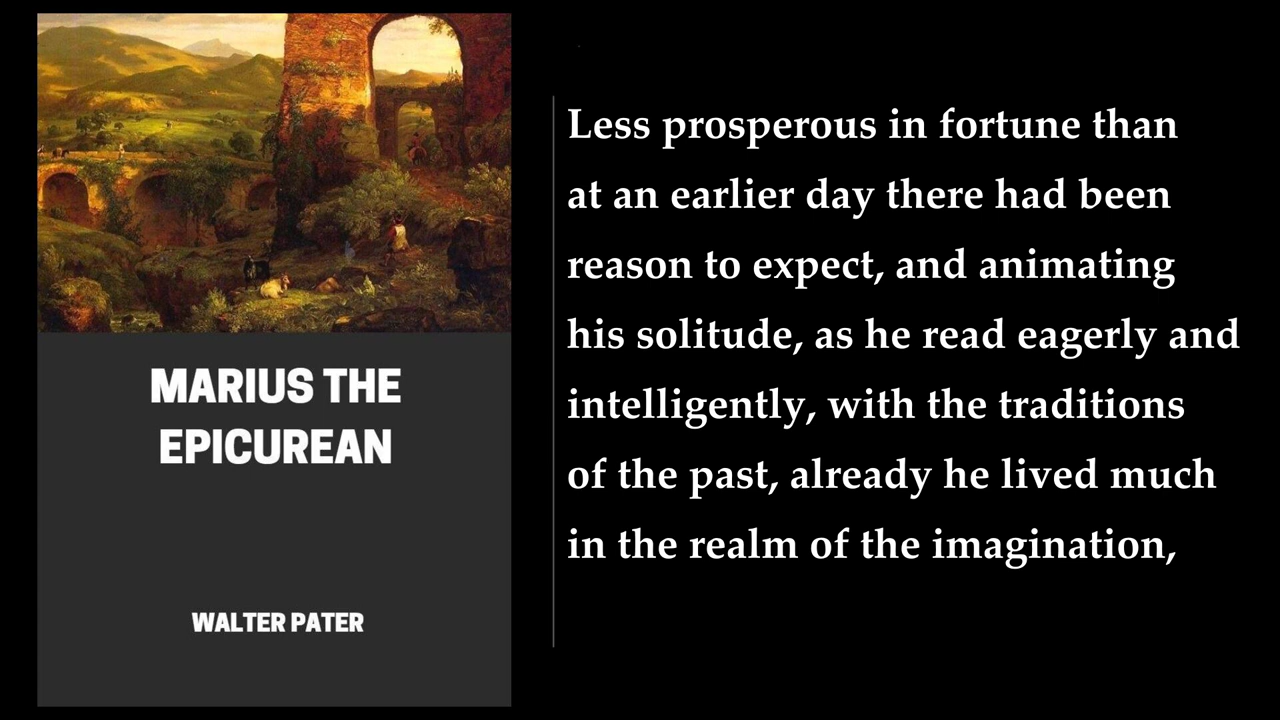 MARIUS THE
EPICUREAN
WALTER PATER
Less prosperous in fortune than
at an earlier day there had been
reason to expect, and animating
his solitude, as he read eagerly and
intelligently, with the traditions
of the past, already he lived much
in the realm of the imagination,